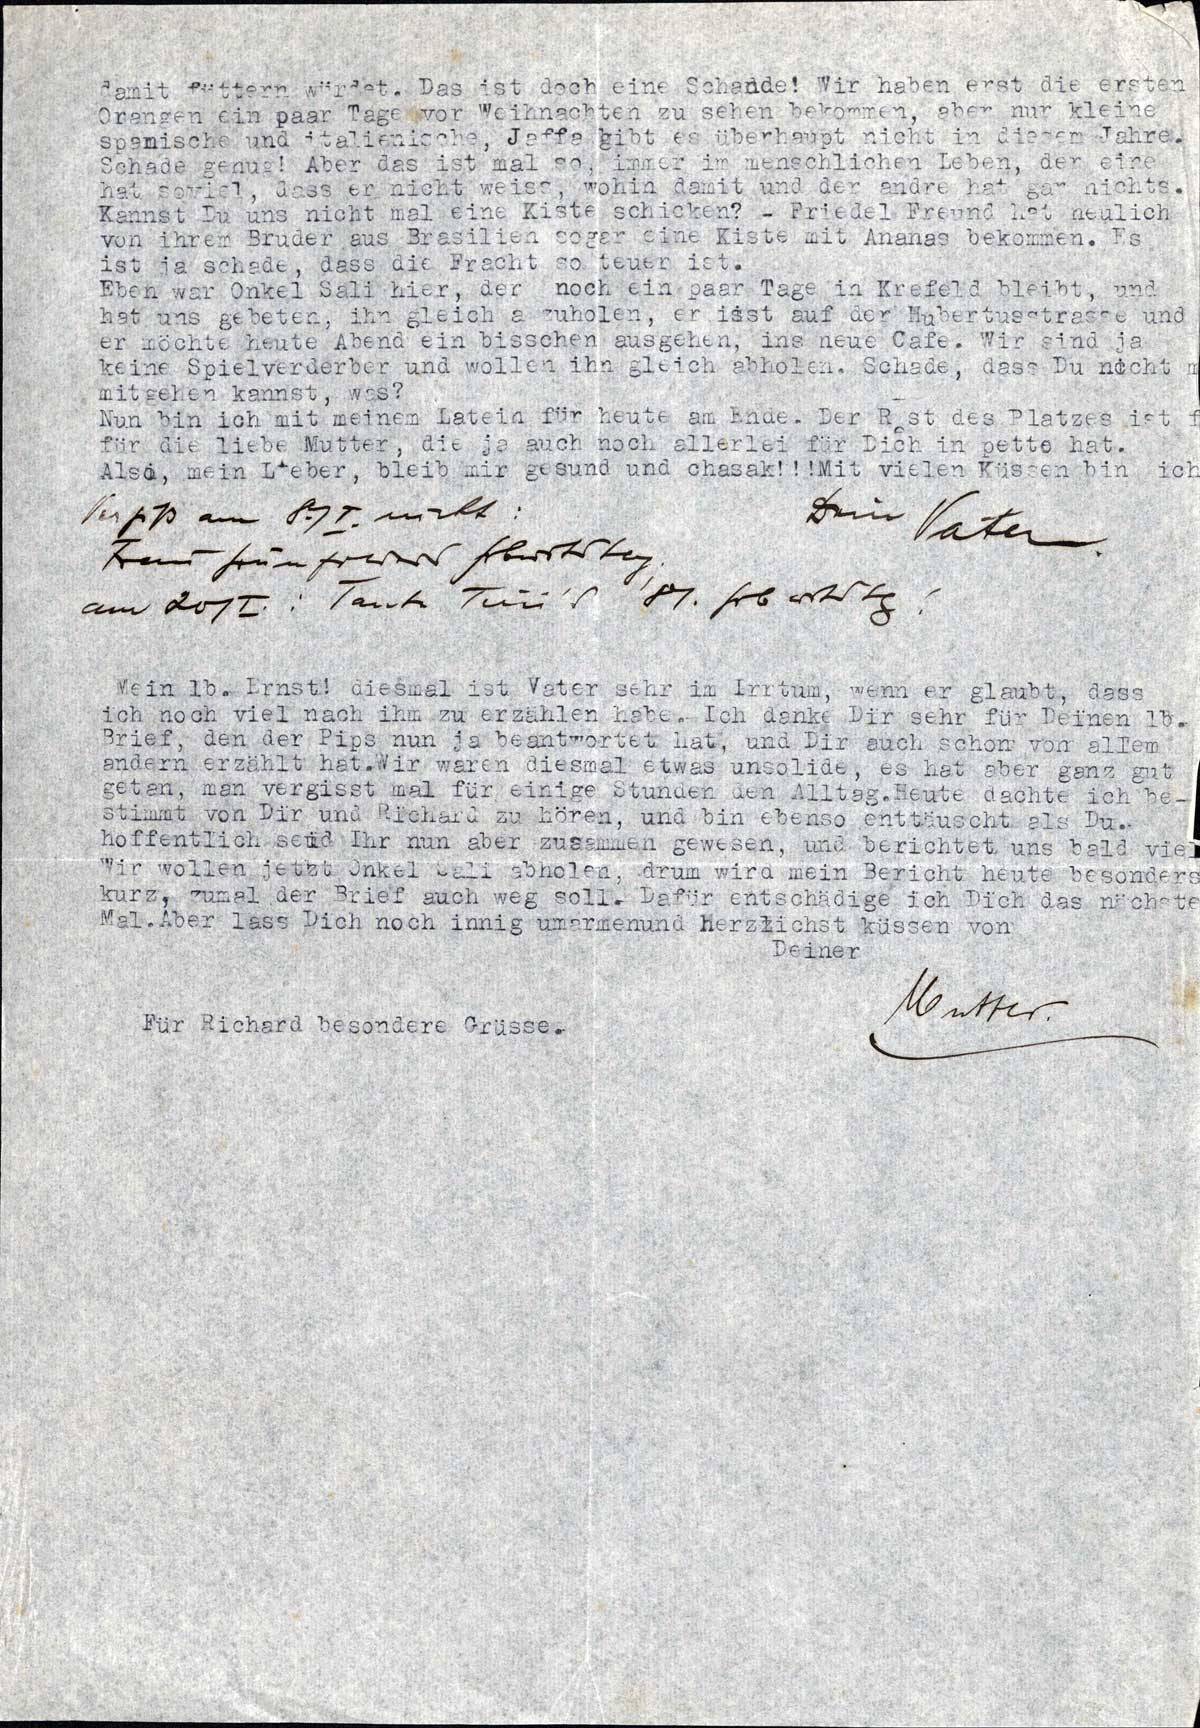 damit füttern würdet. Das ist doch eine Schande! Wir haben erst die ersten
Orangen ein paar Tage vor Weihnachten zu sehen bekommen, aber nur kleine
spanische und italienische, Jaffa gibt es überhaupt nicht in diesem Jahre.
Schade genug! Aber das ist mal so, immer im menschlichen Leben, der eine
hat soviel, dass er nicht weiss, wohin damit und der andre hat gar nichts.
Kannst Du uns nicht mal eine Kiste schicken? - Friedel Freund hat neulich
von ihrem Bruder aus Brasilien sogar eine Kiste mit Ananas bekommen. Es
ist ja schade, dass die Fracht so teuer ist.
Eben war Onkel Sali hier, der noch ein paar Tage in Krefeld bleibt, und
hat uns gebeten, ihn gleich a zuholen, er isst auf der Hubertusstrasse und
er möchte heute Abend ein bisschen ausgehen, ins neue Cafe. Wir sind ja
keine Spielverderber und wollen ihn gleich abholen. Schade, dass Du nicht m
mitgehen kannst, was?
Nun bin ich mit meinem Latein für heute am Ende. Der Rest des Platzes ist f
für die liebe Mutter, die ja auch noch allerlei für Dich in petto hat.
Also, mein Lieber, bleib mir gesund und chasak!!!Mit vielen Küssen bin ich
Dein Vater.
Vergiß am 8./I. nicht:
Frau Geburtstag,
am 20/I.: Tante 81. Geburtstg!
Mein lb. Ernst! diesmal ist Vater sehr im Irrtum, wenn er glaubt, dass
ich noch viel nach ihm zu erzählen habe. Ich danke Dir sehr für Deinen lb.
Brief, den der Pips nun ja beantwortet hat, und Dir auch schon von allem
andern erzählt hat.Wir waren diesmal etwas unsolide, es hat aber ganz gut
getan, man vergisst mal für einige Stunden den Alltag.Heute dachte ich be-
stimmt von Dir und Richard zu hören, und bin ebenso enttäuscht als Du.
hoffentlich seid Ihr nun aber zusammen gewesen, und berichtet uns bald viel
Wir wollen jetzt Onkel Sali abholen, drum wird mein Bericht heute besonders
kurz, zumal der Brief auch weg soll. Dafür entschädige ich Dich das nächste
Mal.Aber lass Dich noch innig umarmenund Herzlichst küssen von
Deiner
Mutter.
Für Richard besondere Grüsse.